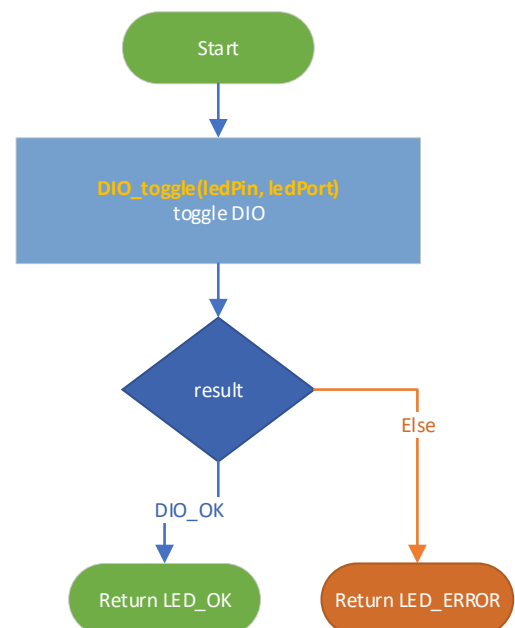 Start
DIO_toggle(ledPin, ledPort)
toggle DIO
result
Else
DIO_OK
Return LED_OK
Return LED_ERROR